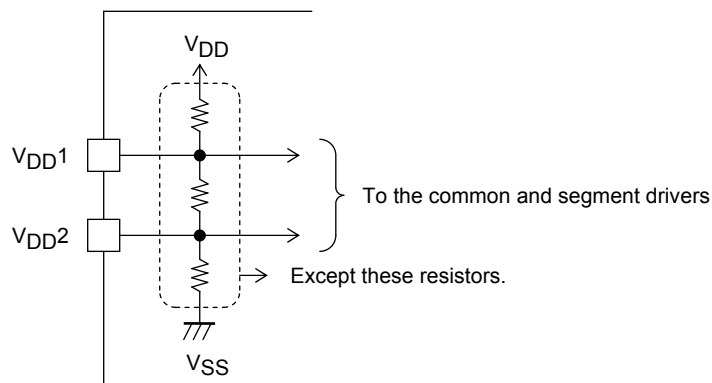 VDD
VDD1
To the common and segment drivers
VDD2
Except these resistors.
VSS